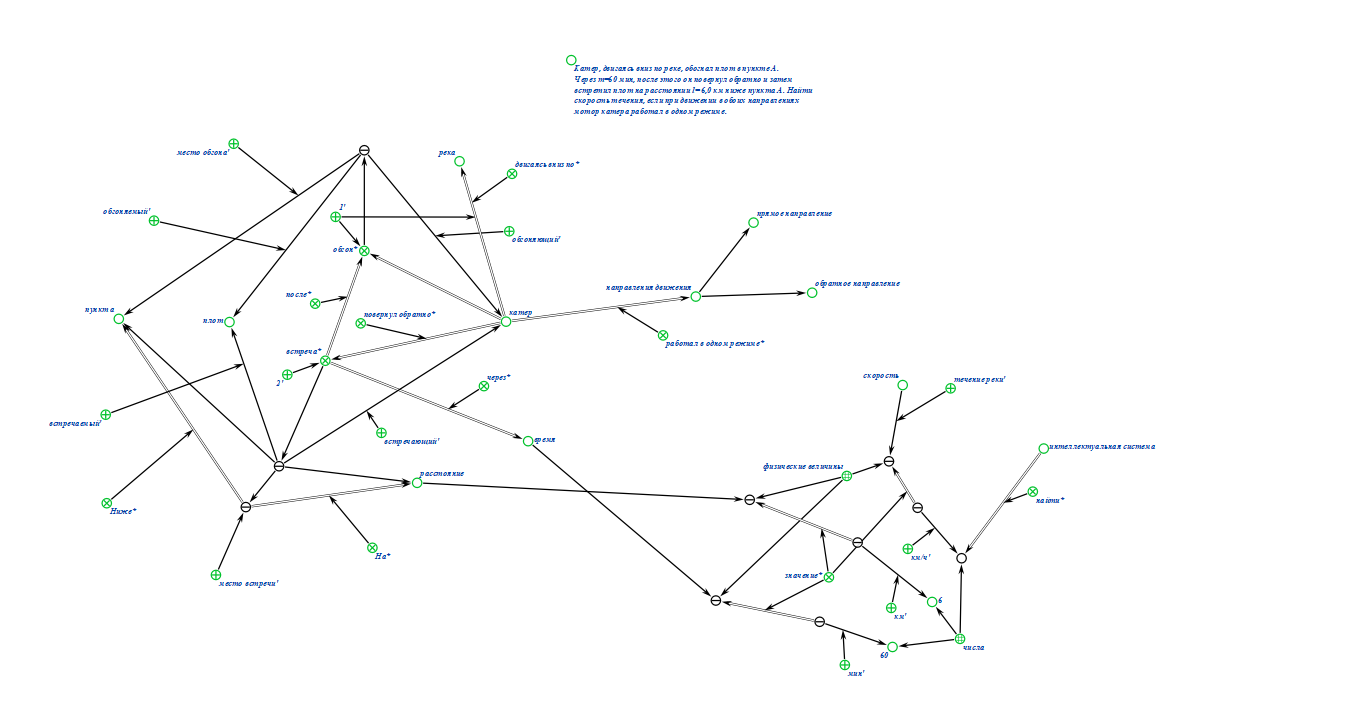 Катер, двигаясь вниз по реке, обогнал плот в пункте А.
Через т=60 мин, после этого он повернул обратно и затем
встретил плот на расстоянии l=6,0 км ниже пункта А. Найти
скорость течения, если при движении в обоих направлениях
мотор катера работал в одном режиме.
место обгона'
река
двигаясь вниз по*
обгоняемый'
1'
прямое направление
обгоняющий'
обгон*
направления движения
обратное направление
после*
пункт а
плот
повернул обратно*
катер
работал в одном режиме*
встреча*
2'
через*
скорость
течение реки'
встречаемый'
встречающий'
время
интеллектуальная система
физические величины
расстояние
найти*
Ниже*
На*
км/ч'
место встречи'
значение*
6
км'
числа
60
мин'